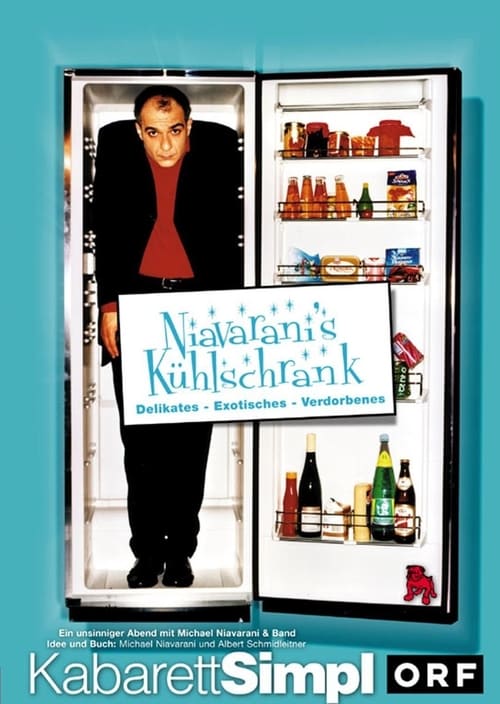 Niavarani's
Kühlschrank
Delikates - Exotisches - Verdorbenes
Ein unsinniger Abend mit Michael Niavarani & Band
Idee und Buch: Michael Niavarani und Albert Schmidleitner
KabarettSimpl ORF